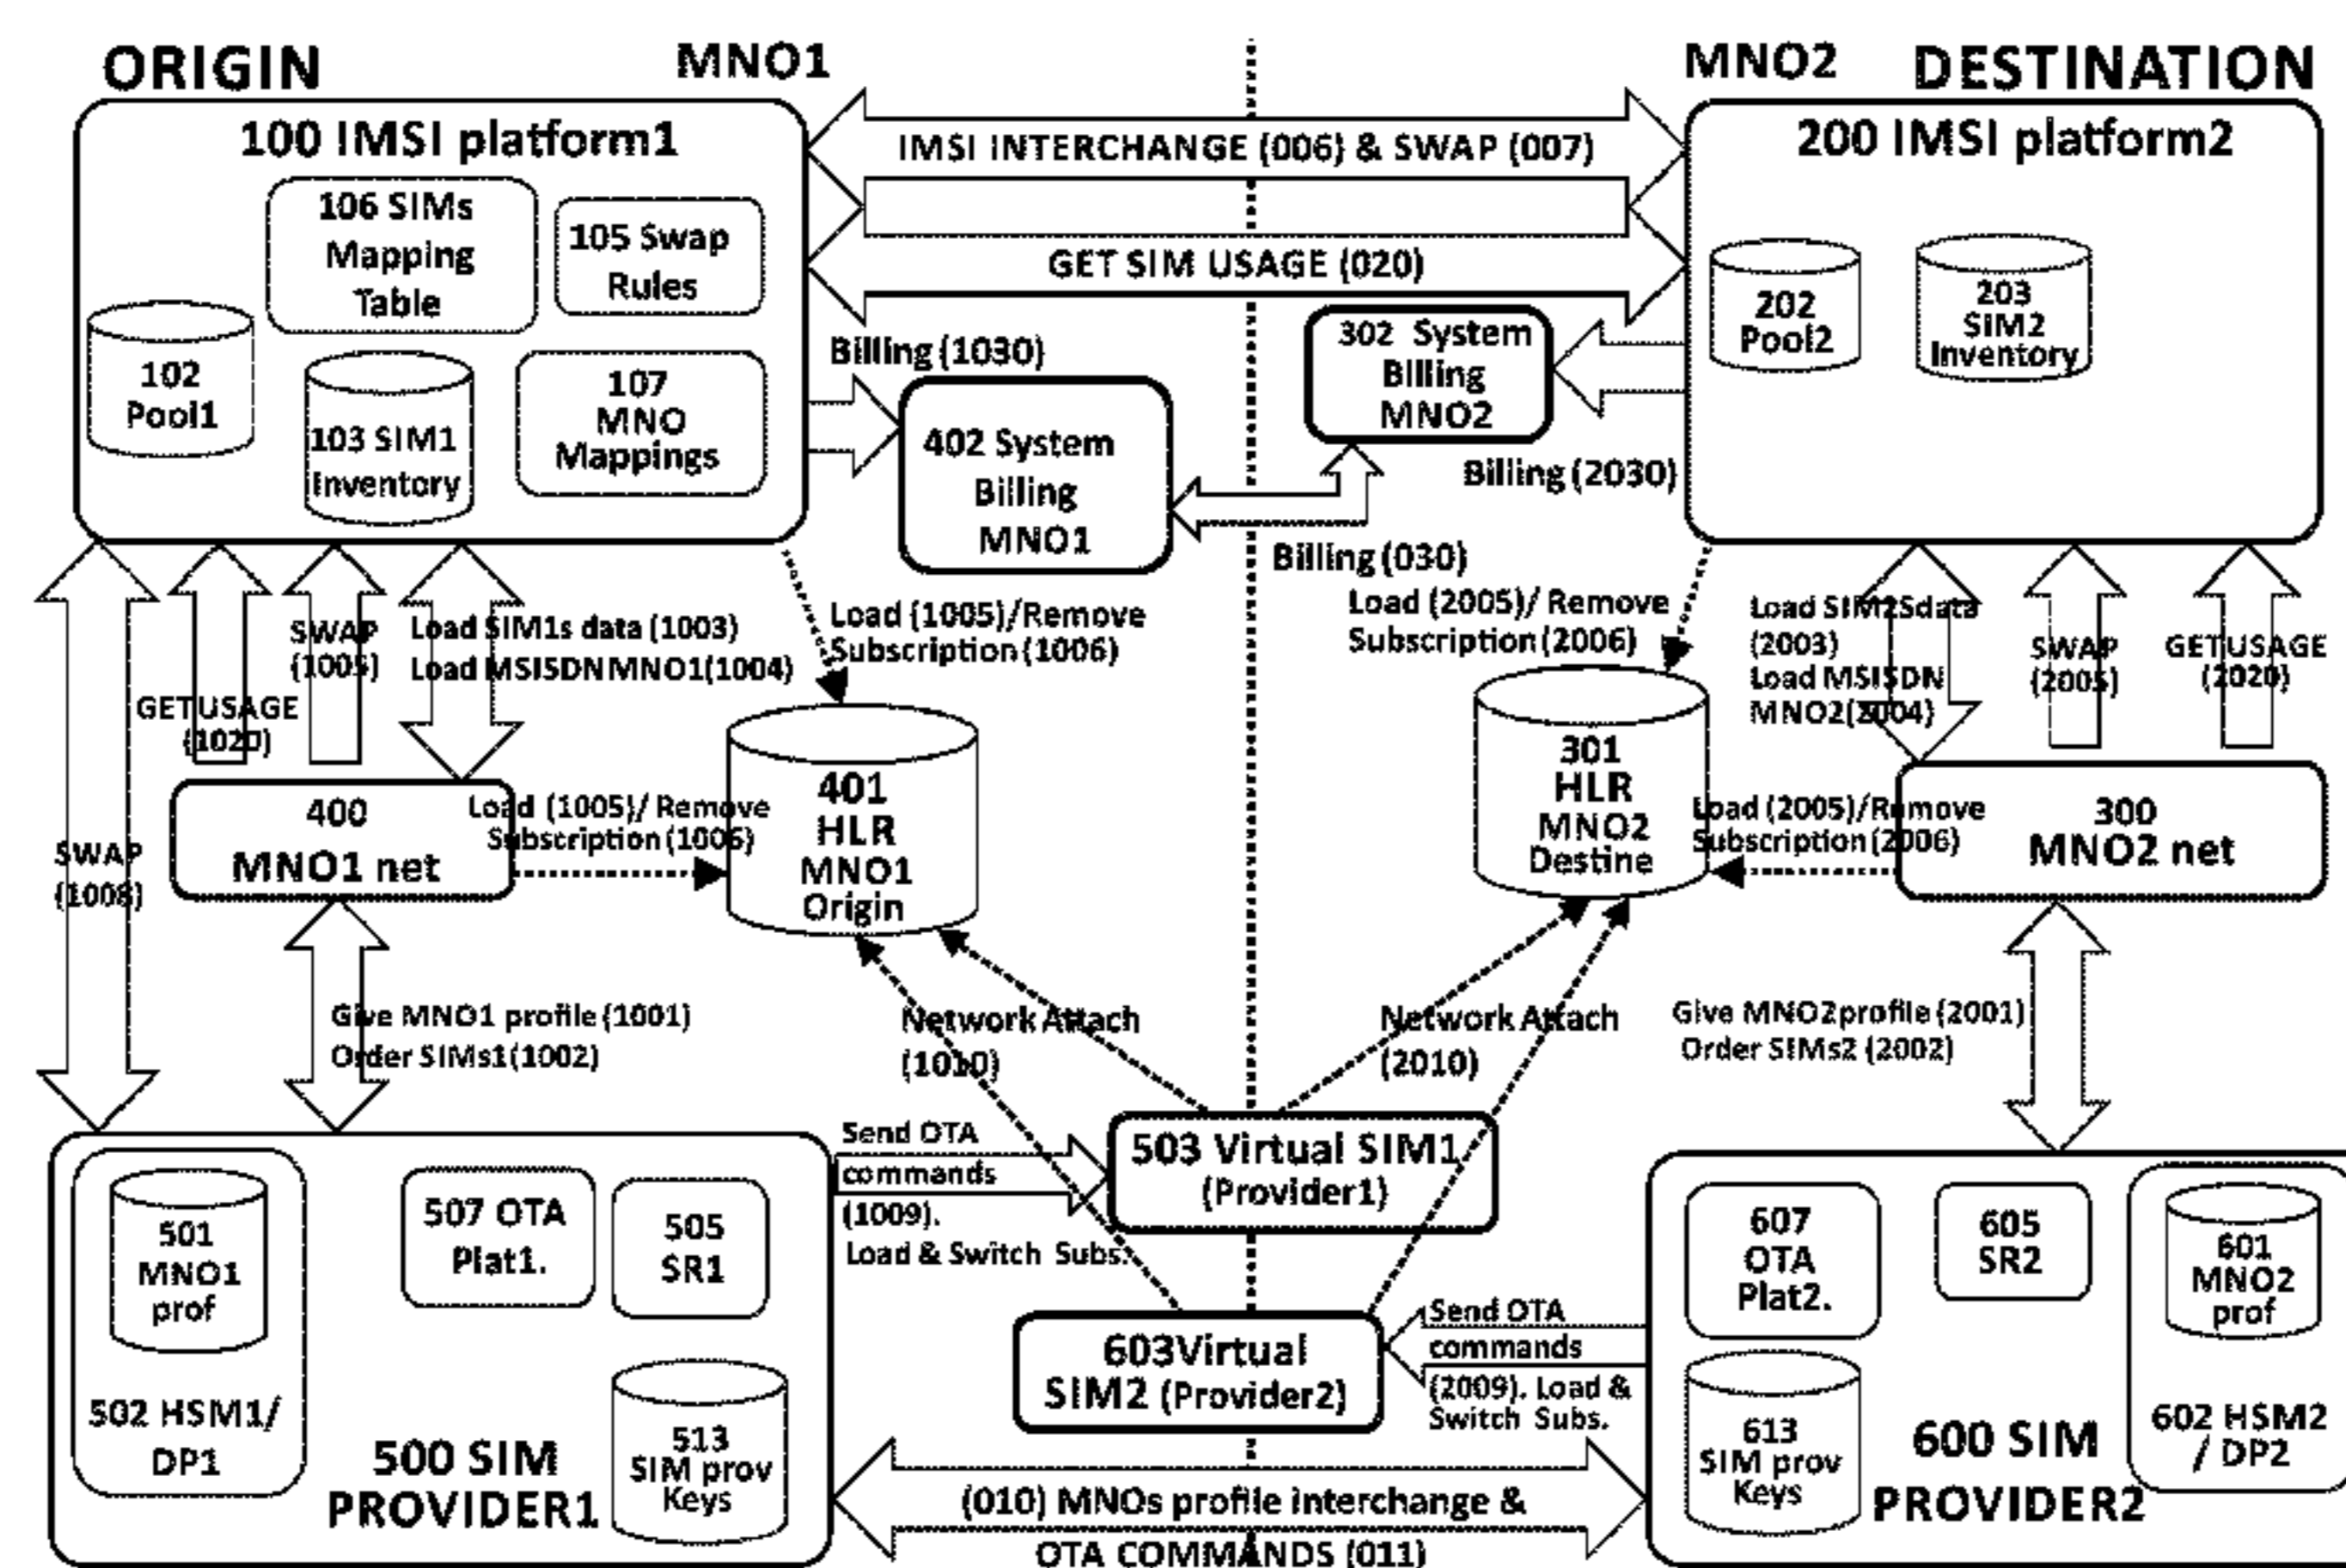 ORIGIN
MNO1
MNO2
DESTINATION
100 IMSI platform1
106 SIMs
Mapping
Table
105 Swap
Rules
102
Pool1
103 SIM1
Inventory
107
MNO
Mappings
IMSI INTERCHANGE (006) & SWAP (007)
GET SIM USAGE (020)
200 IMSI platform2
202
Pool2
203
SIM2
Inventory
Billing (1030)
402 System
Billing
MNO1
302 System
Billing
MNO2
Billing (2030)
Billing (030)
SWAP
(1008)
GET USAGE
(1020)
SWAP
(1005)
Load SIM1s data (1003)
Load MSISDN MNO1(1004)
Load (1005)/Remove
Subscription (1006)
Load (2005)/ Remove
Subscription (2006)
Load SIM2Sdata
(2003)
Load MSISDN
MNO2(2004)
SWAP
(2005)
GET USAGE
(2020)
400
MNO1 net
Load (1005)/ Remove
Subscription (1006)
401
HLR
MNO1
Origin
301
HLR
MNO2
Destine
Load (2005)/Remove
Subscription (2006)
300
MNO2 net
Give MNO1 profile (1001)
Order SIMs1(1002)
Network Attach
(1010)
Network Attach
(2010)
Give MNO2profile (2001)
Order SIMs2 (2002)
501
MNO1
prof
502 HSM1/
DP1
507 OTA
Plat1.
505
SR1
500 SIM
PROVIDER1
513
SIM prov
Keys
Send OTA
commands
(1009).
Load & Switch Subs.
503 Virtual SIM1
(Provider1)
603Virtual
SIM2 (Provider2)
Send OTA
commands
(2009). Load &
Switch Subs.
607
OTA
Plat2.
605
SR2
601
MNO2
prof
602 HSM2
/ DP2
613
SIM prov
Keys
600 SIM
PROVIDER2
(010) MNOs profile interchange &
OTA COMMANDS (011)